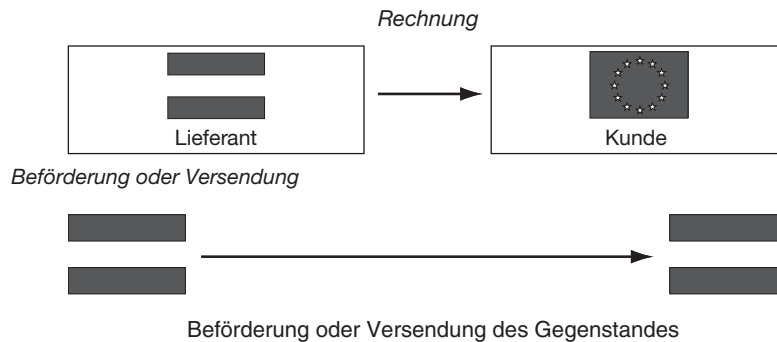 Rechnung
Lieferant
Kunde
Beförderung oder Versendung
Beförderung oder Versendung des Gegenstandes